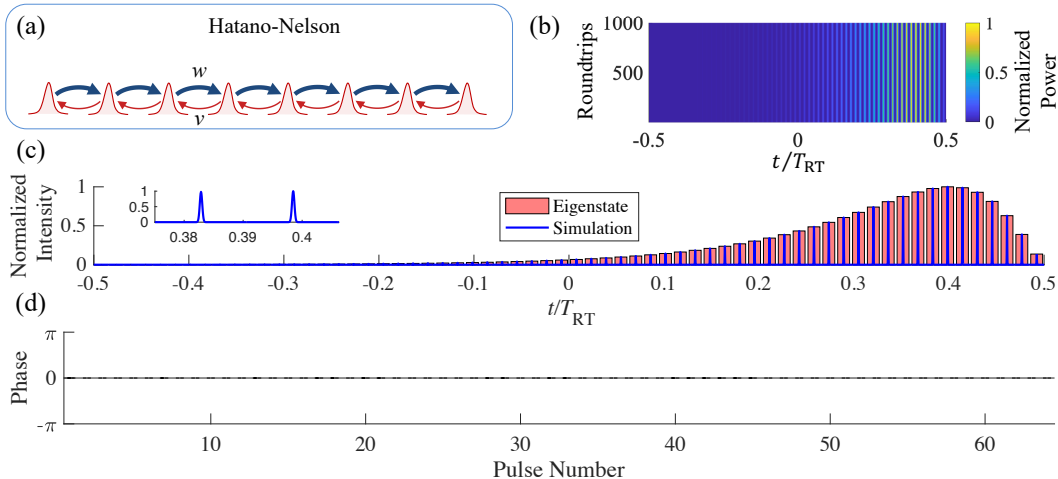 (a)
Hatano-Nelson
w
v
(b)
Roundtrips
1000
500
-0.5
0
0.5
t/T_RT
1
0.5
0
Normalized
Power
(c)
Normalized
Intensity
1
0.5
0
1
0.5
0
0.38
0.39
0.4
Eigenstate
Simulation
-0.5
-0.4
-0.3
-0.2
-0.1
0
0.1
0.2
0.3
0.4
0.5
t/T_RT
(d)
Phase
π
0
-π
10
20
30
40
50
60
Pulse Number